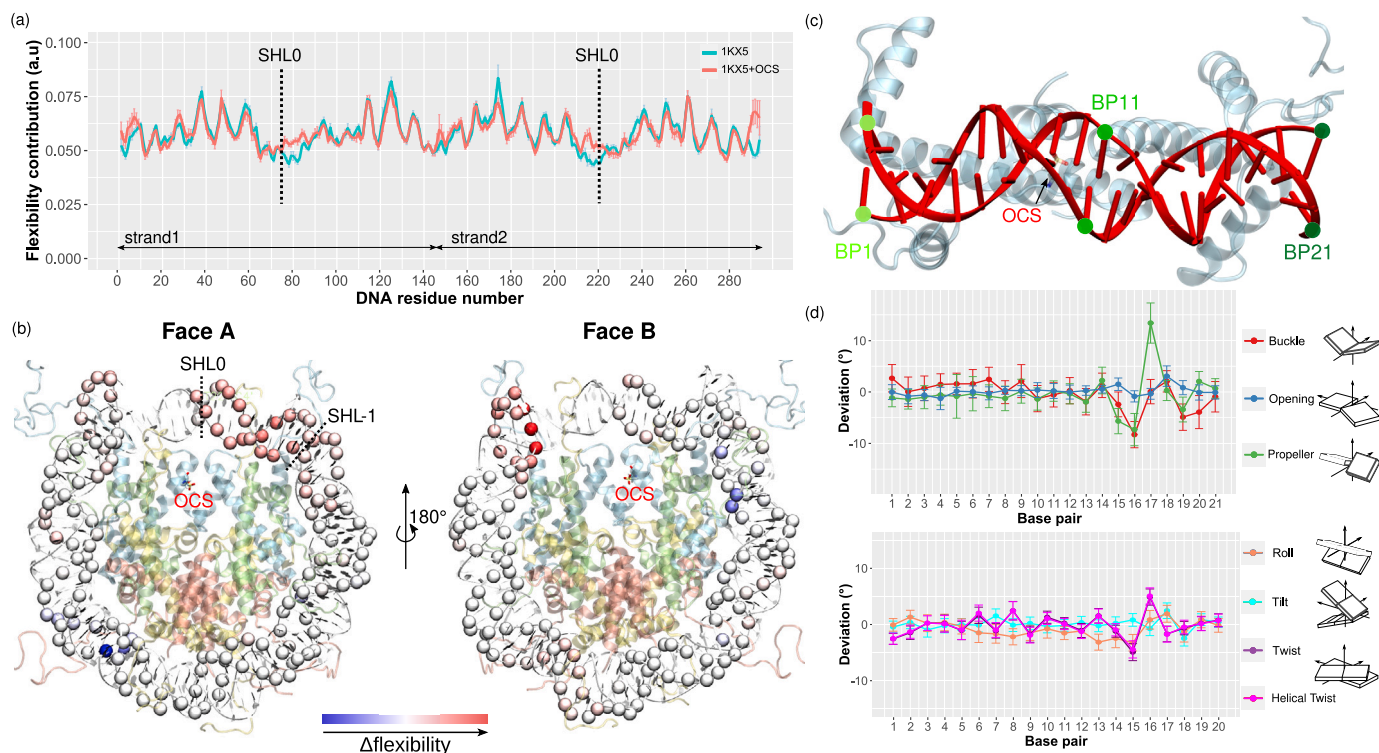 (a)
Flexibility contribution (a.u)
0.100
0.075
0.050
0.025
0.000
SHL0
SHL0
1KX5
1KX5+OCS
strand1
strand2
0 20 40 60 80 100 120 140 160 180 200 220 240 260 280
DNA residue number
(b)
Face A
Face B
SHL0
SHL-1
OCS
180°
OCS
Δflexibility
(c)
BP1
OCS
BP11
BP21
(d)
Deviation (°)
10
0
-10
1 2 3 4 5 6 7 8 9 10 11 12 13 14 15 16 17 18 19 20 21
Base pair
Buckle
Opening
Propeller
Deviation (°)
10
0
-10
1 2 3 4 5 6 7 8 9 10 11 12 13 14 15 16 17 18 19 20
Base pair
Roll
Tilt
Twist
Helical Twist